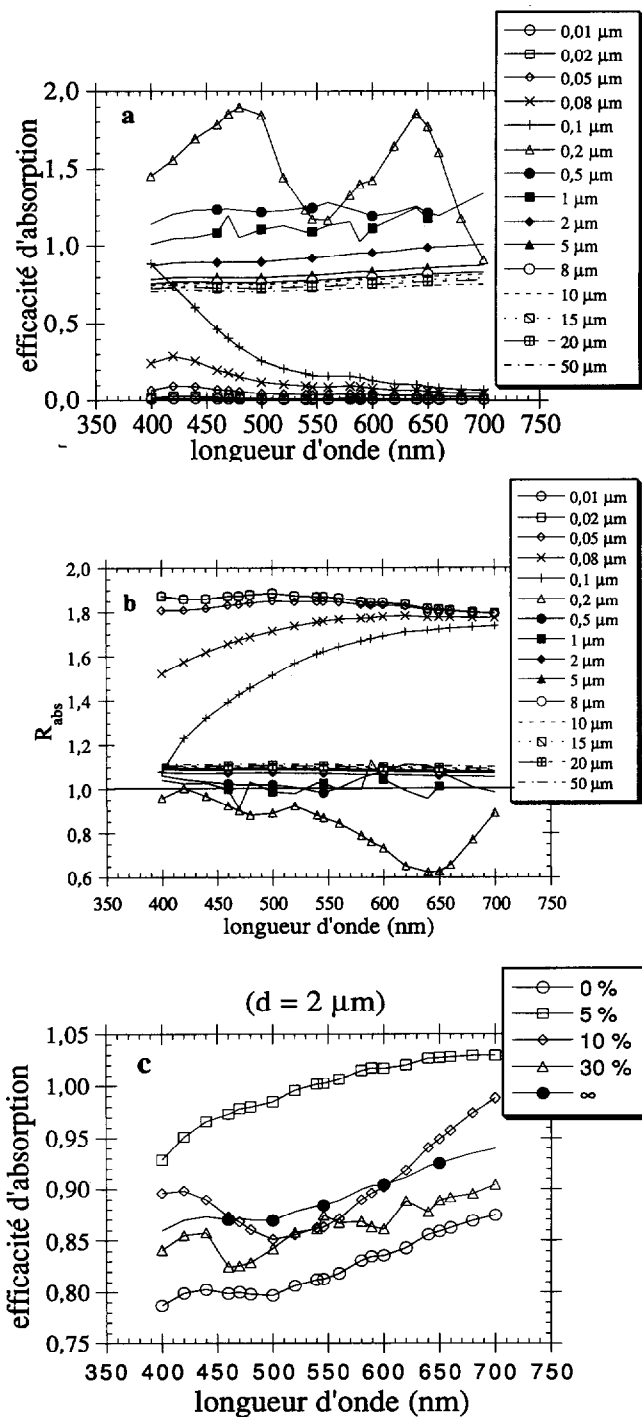 0,01 µm
0,02 µm
0,05 µm
0,08 µm
0,1 µm
0,2 µm
0,5 µm
1 µm
2 µm
5 µm
8 µm
10 µm
15 µm
20 µm
50 µm
a
efficacité d'absorption
2,0
1,5
1,0
0,5
0,0
350 400 450 500 550 600 650 700 750
longueur d'onde (nm)
0,01 µm
0,02 µm
0,05 µm
0,08 µm
0,1 µm
0,2 µm
0,5 µm
1 µm
2 µm
5 µm
8 µm
10 µm
15 µm
20 µm
50 µm
b
R_abs
2,0
1,8
1,6
1,4
1,2
1,0
0,8
0,6
350 400 450 500 550 600 650 700 750
longueur d'onde (nm)
(d = 2 µm)
0 %
5 %
10 %
30 %
∞
c
efficacité d'absorption
1,05
1,00
0,95
0,90
0,85
0,80
0,75
350 400 450 500 550 600 650 700 750
longueur d'onde (nm)